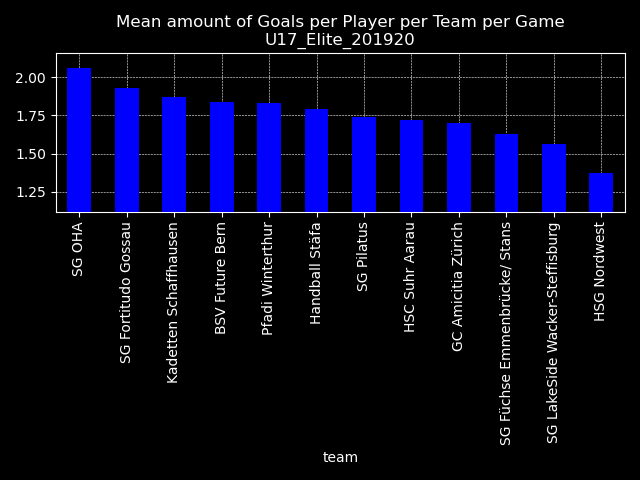 Mean amount of Goals per Player per Team per Game
U17_Elite_201920
2.00
1.75
1.50
1.25
SG OHA
SG Fortitudo Gossau
Kadetten Schaffhausen
BSV Future Bern
Pfadi Winterthur
Handball Stäfa
SG Pilatus
HSC Suhr Aarau
GC Amicitia Zürich
SG Füchse Emmenbrücke/ Stans
SG LakeSide Wacker-Steffisburg
HSG Nordwest
team